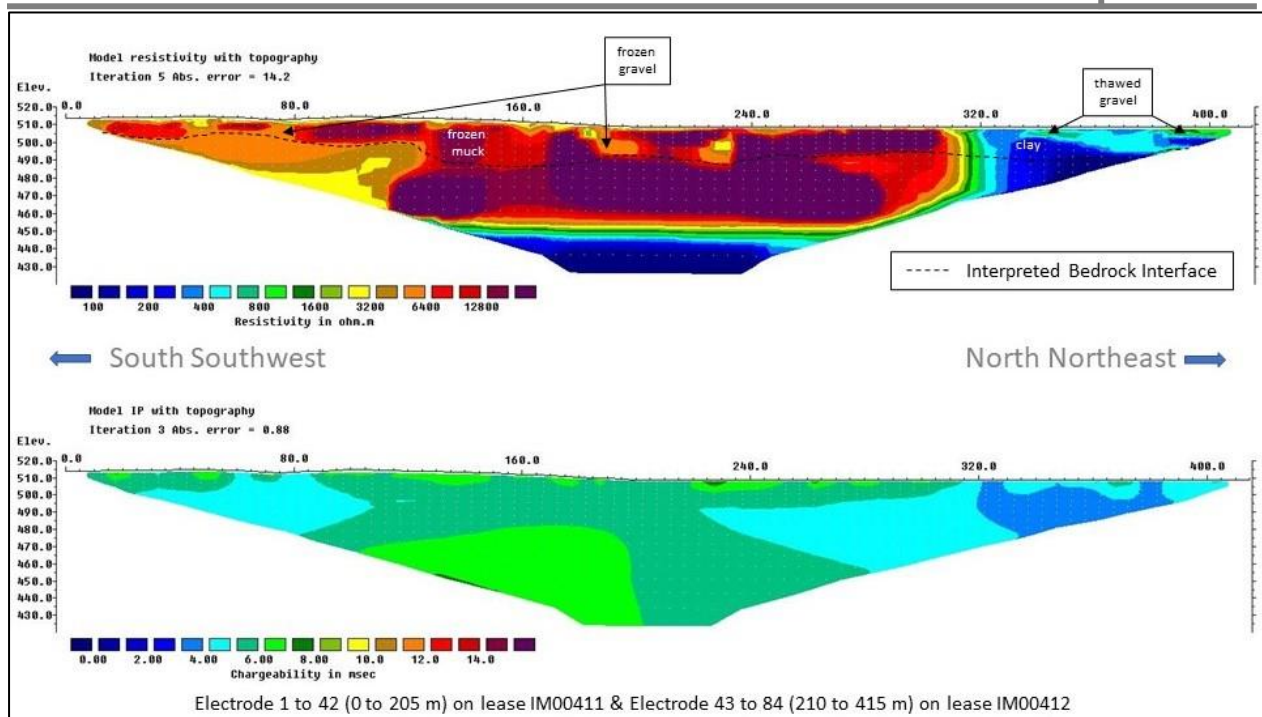 Model resistivity with topography
Iteration 5 Abs. error = 14.2
frozen
gravel
thawed
gravel
Elev.
0.0 80.0 160.0 240.0 320.0 400.0
520.0
510.0
500.0
490.0
480.0
470.0
460.0
450.0
440.0
430.0
frozen
muck
clay
Interpreted Bedrock Interface
100 200 400 800 1600 3200 6400 12800
Resistivity in ohm.m
South Southwest
North Northeast
Model IP with topography
Iteration 3 Abs. error = 0.88
Elev.
0.0 80.0 160.0 240.0 320.0 400.0
520.0
510.0
500.0
490.0
480.0
470.0
460.0
450.0
440.0
430.0
0.00 2.00 4.00 6.00 8.00 10.0 12.0 14.0
Chargeability in msec
Electrode 1 to 42 (0 to 205 m) on lease IM00411 & Electrode 43 to 84 (210 to 415 m) on lease IM00412